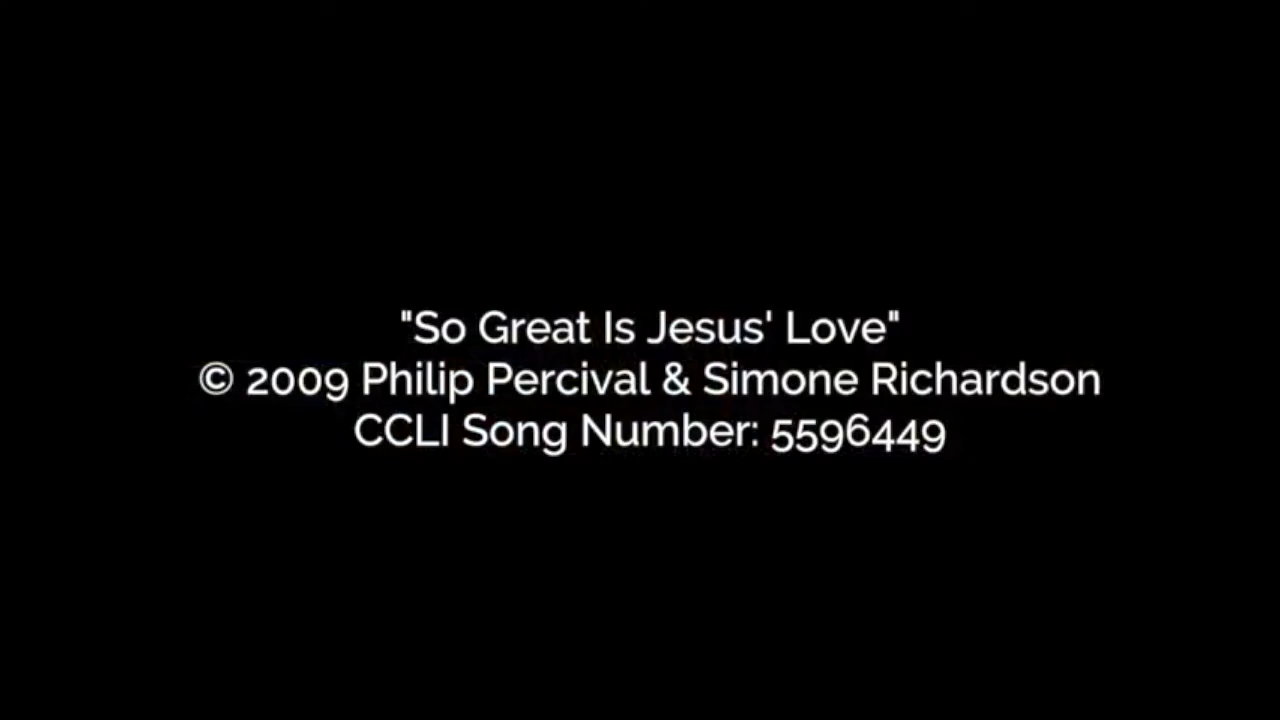 "So Great Is Jesus' Love"
© 2009 Philip Percival & Simone Richardson
CCLI Song Number: 5596449